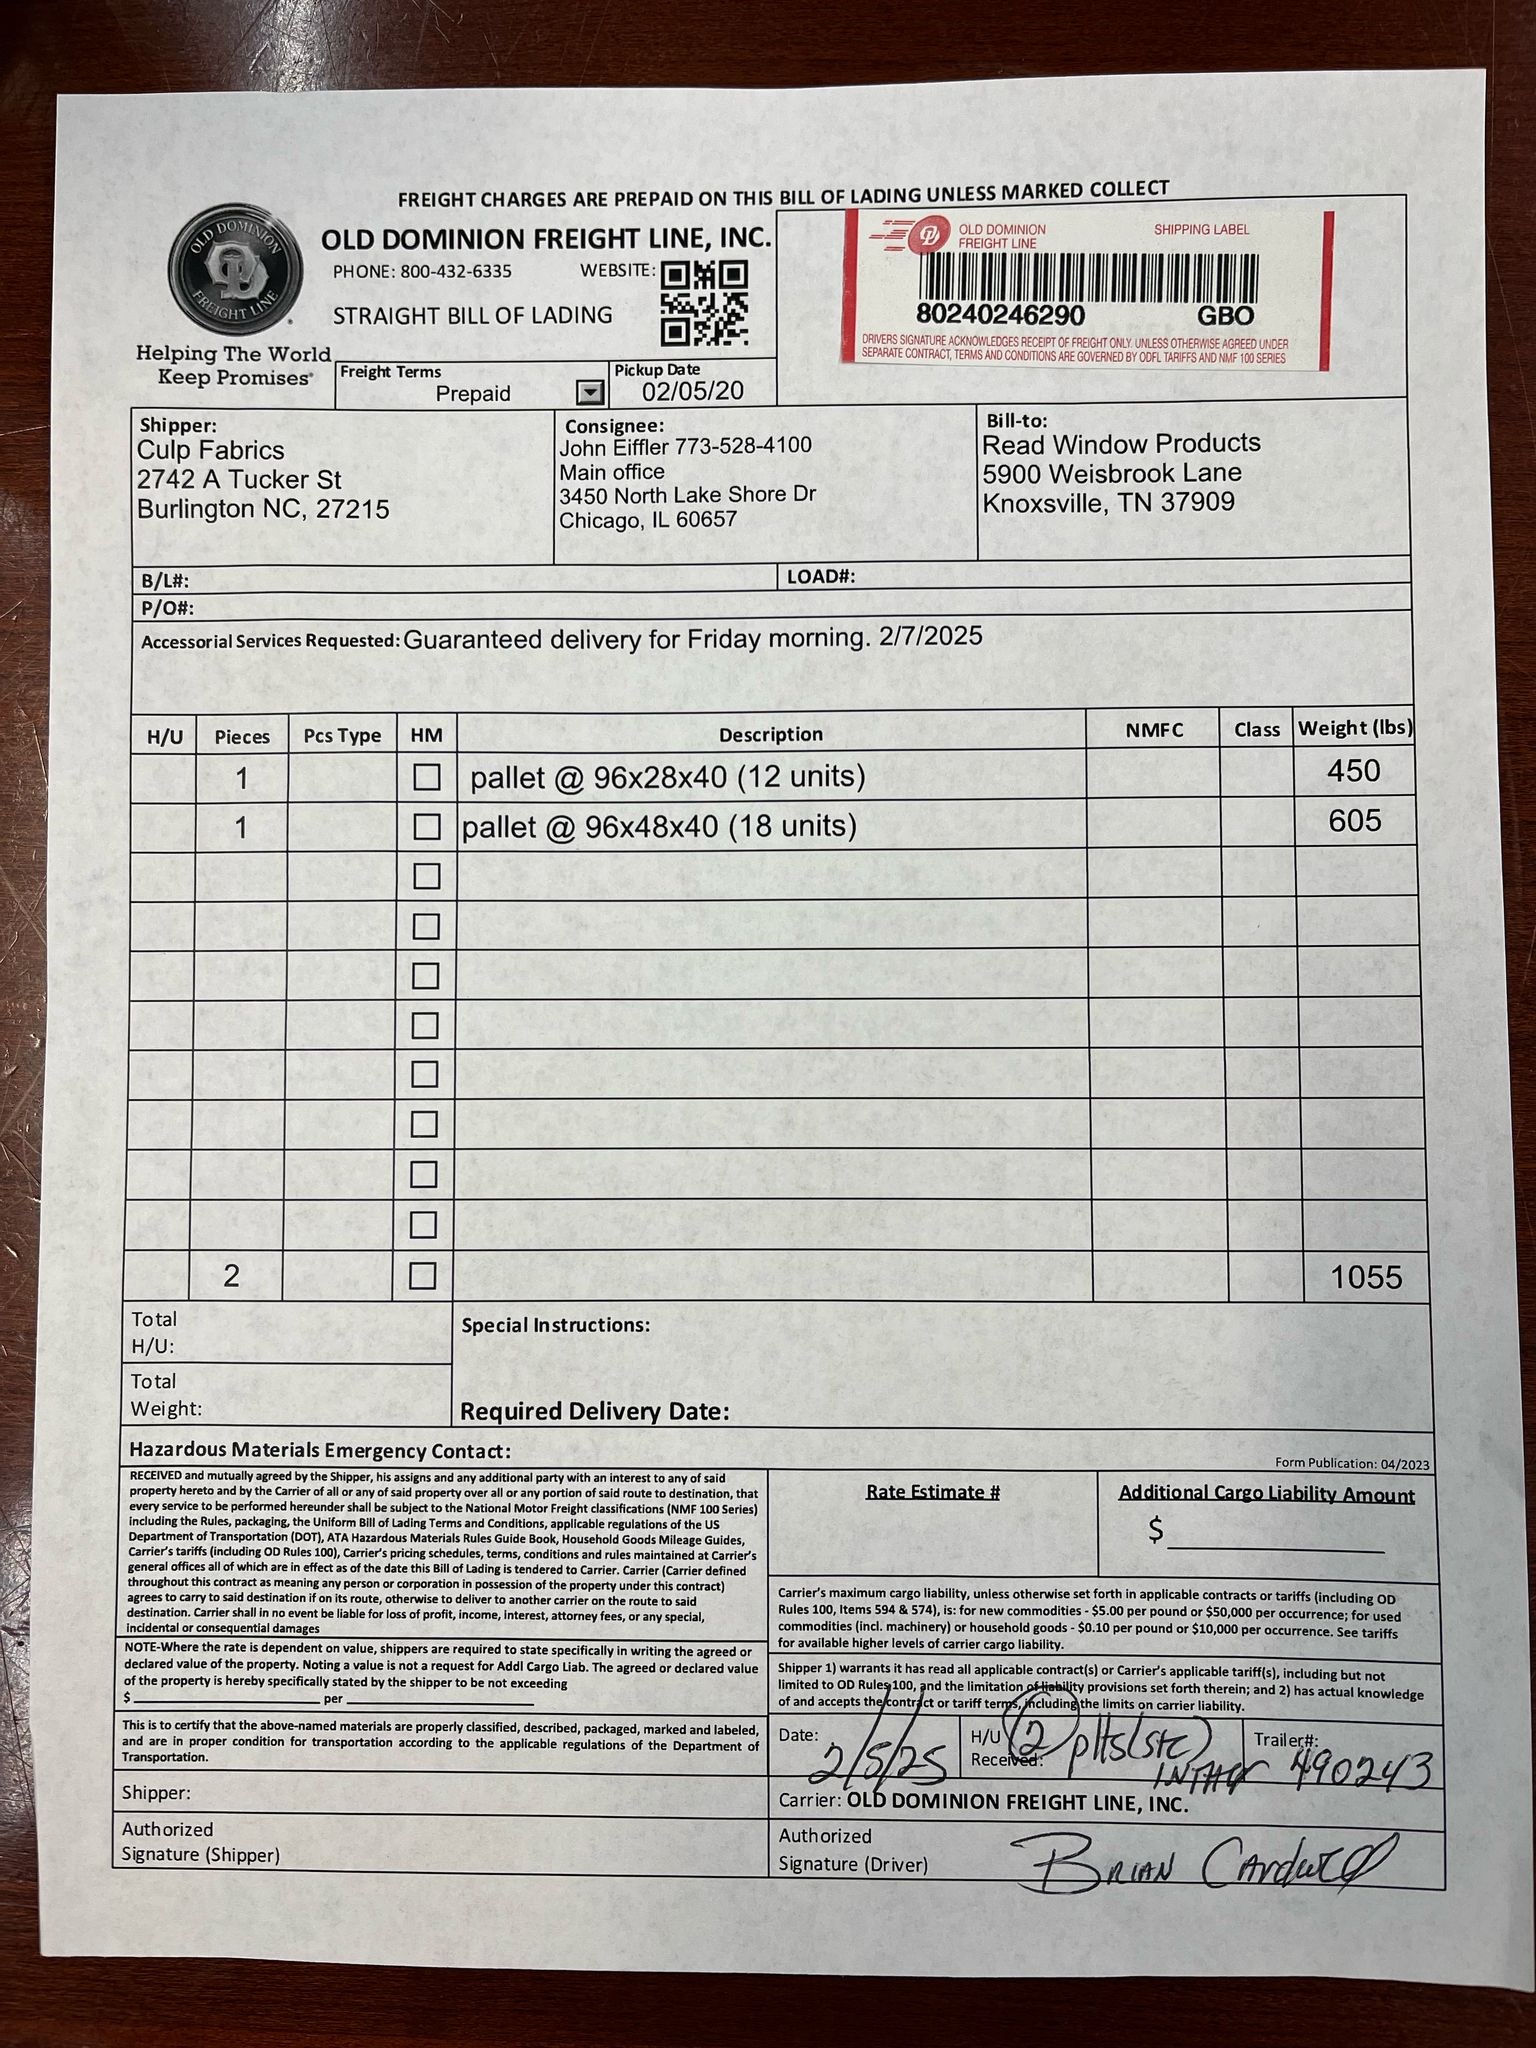 FREIGHT CHARGES ARE PREPAID ON THIS BILL OF LADING UNLESS MARKED COLLECT
OLD DOMINION
OD
FREIGHT LINE
Helping The World
Keep Promises
OLD DOMINION FREIGHT LINE, INC.
PHONE: 800-432-6335 WEBSITE:
STRAIGHT BILL OF LADING
Freight Terms
Prepaid
Pickup Date
02/05/20
OLD DOMINION
FREIGHT LINE
SHIPPING LABEL
80240246290 GBO
DRIVERS SIGNATURE ACKNOWLEDGES RECEIPT OF FREIGHT ONLY. UNLESS OTHERWISE AGREED UNDER
SEPARATE CONTRACT, TERMS AND CONDITIONS ARE GOVERNED BY ODFL TARIFFS AND NMF 100 SERIES
Shipper:
Culp Fabrics
2742 A Tucker St
Burlington NC, 27215
Consignee:
John Eiffler 773-528-4100
Main office
3450 North Lake Shore Dr
Chicago, IL 60657
Bill-to:
Read Window Products
5900 Weisbrook Lane
Knoxsville, TN 37909
B/L#:
LOAD#:
P/O#:
Accessorial Services Requested: Guaranteed delivery for Friday morning. 2/7/2025
H/U Pieces Pcs Type HM Description NMFC Class Weight (lbs)
1 pallet @ 96x28x40 (12 units) 450
1 pallet @ 96x48x40 (18 units) 605
2 1055
Total
H/U:
Total
Weight:
Special Instructions:
Required Delivery Date:
Hazardous Materials Emergency Contact:
Form Publication: 04/2023
RECEIVED and mutually agreed by the Shipper, his assigns and any additional party with an interest to any of said
property hereto and by the Carrier of all or any of said property over all or any portion of said route to destination, that
every service to be performed hereunder shall be subject to the National Motor Freight classifications (NMF 100 Series)
including the Rules, packaging, the Uniform Bill of Lading Terms and Conditions, applicable regulations of the US
Department of Transportation (DOT), ATA Hazardous Materials Rules Guide Book, Household Goods Mileage Guides,
Carrier's tariffs (including OD Rules 100), Carrier's pricing schedules, terms, conditions and rules maintained at Carrier's
general offices all of which are in effect as of the date this Bill of Lading is tendered to Carrier. Carrier (Carrier defined
throughout this contract as meaning any person or corporation in possession of the property under this contract)
agrees to carry to said destination if on its route, otherwise to deliver to another carrier on the route to said
destination. Carrier shall in no event be liable for loss of profit, income, interest, attorney fees, or any special,
incidental or consequential damages
NOTE-Where the rate is dependent on value, shippers are required to state specifically in writing the agreed or
declared value of the property. Noting a value is not a request for Addl Cargo Liab. The agreed or declared value
of the property is hereby specifically stated by the shipper to be not exceeding
$ per
This is to certify that the above-named materials are properly classified, described, packaged, marked and labeled,
and are in proper condition for transportation according to the applicable regulations of the Department of
Transportation.
Shipper:
Authorized
Signature (Shipper)
Rate Estimate #
Additional Cargo Liability Amount
$
Carrier's maximum cargo liability, unless otherwise set forth in applicable contracts or tariffs (including OD
Rules 100, Items 594 & 574), is: for new commodities - $5.00 per pound or $50,000 per occurrence; for used
commodities (incl. machinery) or household goods - $0.10 per pound or $10,000 per occurrence. See tariffs
for available higher levels of carrier cargo liability.
Shipper 1) warrants it has read all applicable contract(s) or Carrier's applicable tariff(s), including but not
limited to OD Rules 100, and the limitation of liability provisions set forth therein; and 2) has actual knowledge
of and accepts the contract or tariff terms, including the limits on carrier liability.
Date: 2/5/25
H/U
Received: 2 plts (STC)
Trailer#: 490243
Carrier: OLD DOMINION FREIGHT LINE, INC.
Authorized
Signature (Driver)
BRIAN Cardwell